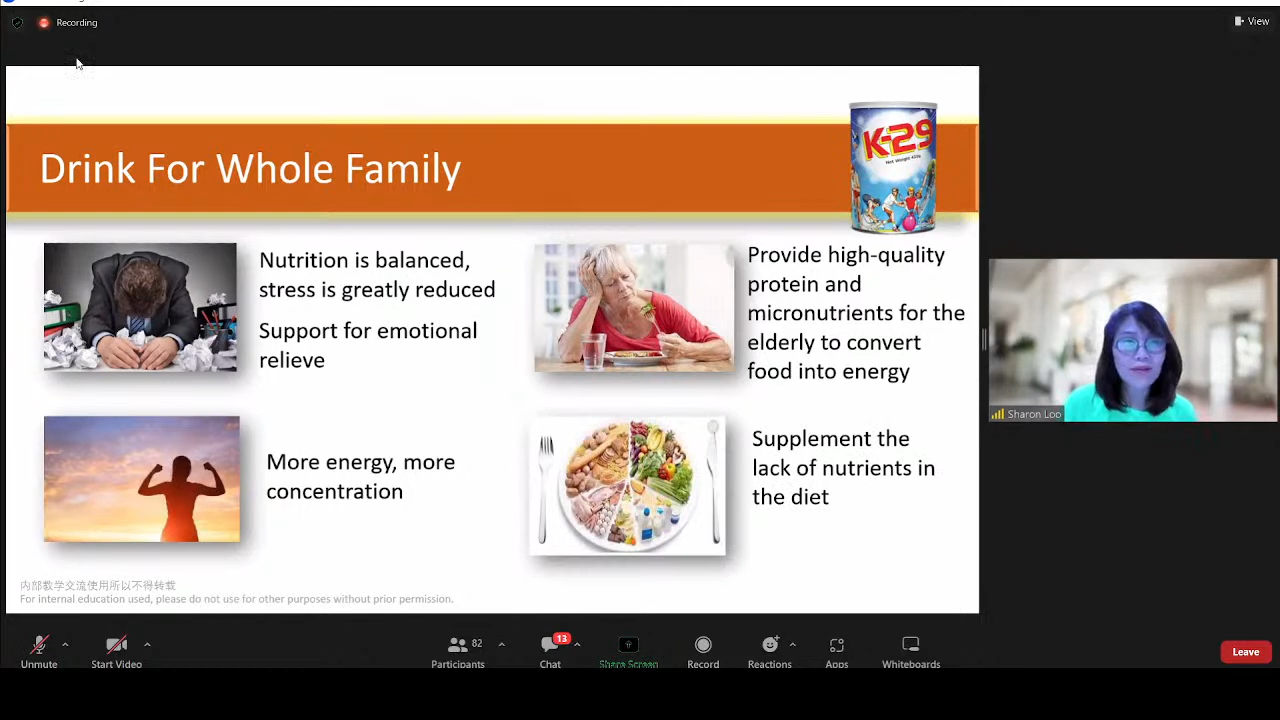 Recording
View
Drink For Whole Family
K-29
Net Weight 450g
Nutrition is balanced,
stress is greatly reduced
Support for emotional
relieve
Provide high-quality
protein and
micronutrients for the
elderly to convert
food into energy
More energy, more
concentration
Supplement the
lack of nutrients in
the diet
Sharon Loo
内部教学交流使用所以不得转载
For internal education used, please do not use for other purposes without prior permission.
Unmute
Start Video
82
Participants
13
Chat
Share Screen
Record
Reactions
Apps
Whiteboards
Leave